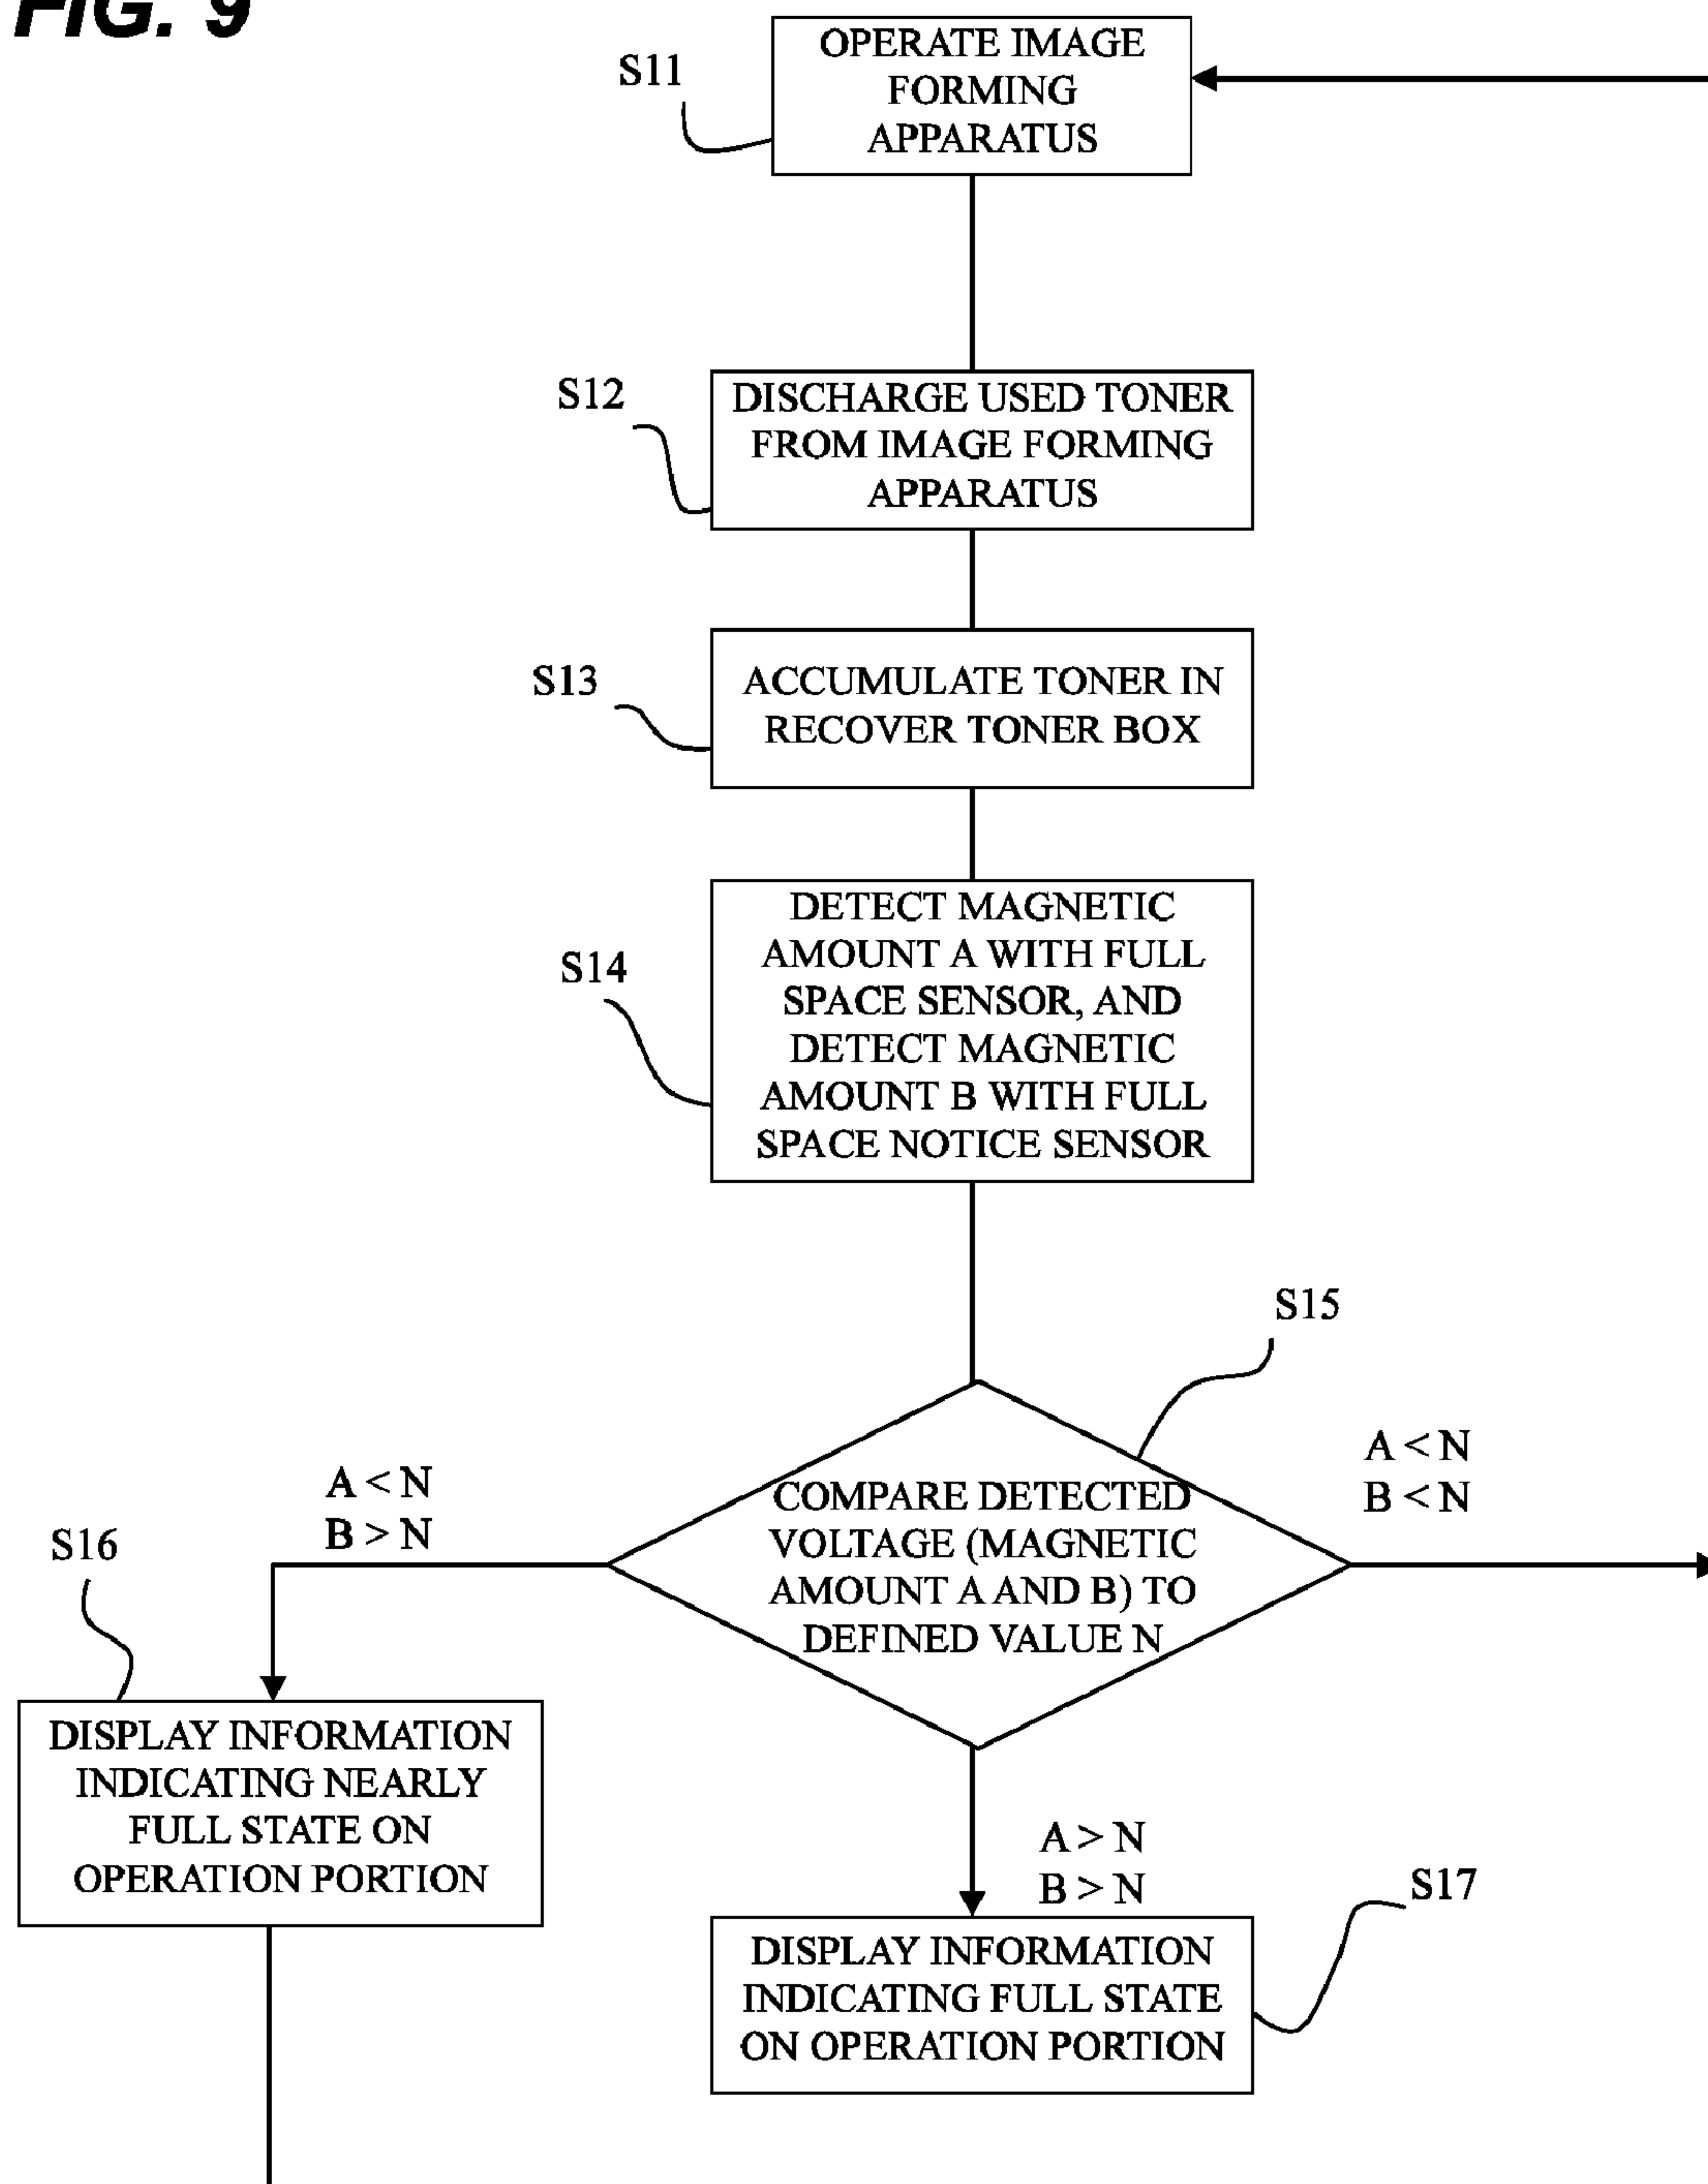 FIG. 9
OPERATE IMAGE
FORMING
APPARATUS
S11
DISCHARGE USED TONER
FROM IMAGE FORMING
APPARATUS
S12
ACCUMULATE TONER IN
RECOVER TONER BOX
S13
DETECT MAGNETIC
AMOUNT A WITH FULL
SPACE SENSOR, AND
DETECT MAGNETIC
AMOUNT B WITH FULL
SPACE NOTICE SENSOR
S14
S15
COMPARE DETECTED
VOLTAGE (MAGNETIC
AMOUNT A AND B) TO
DEFINED VALUE N
A < N
B > N
A < N
B < N
S16
DISPLAY INFORMATION
INDICATING NEARLY
FULL STATE ON
OPERATION PORTION
A > N
B > N
S17
DISPLAY INFORMATION
INDICATING FULL STATE
ON OPERATION PORTION